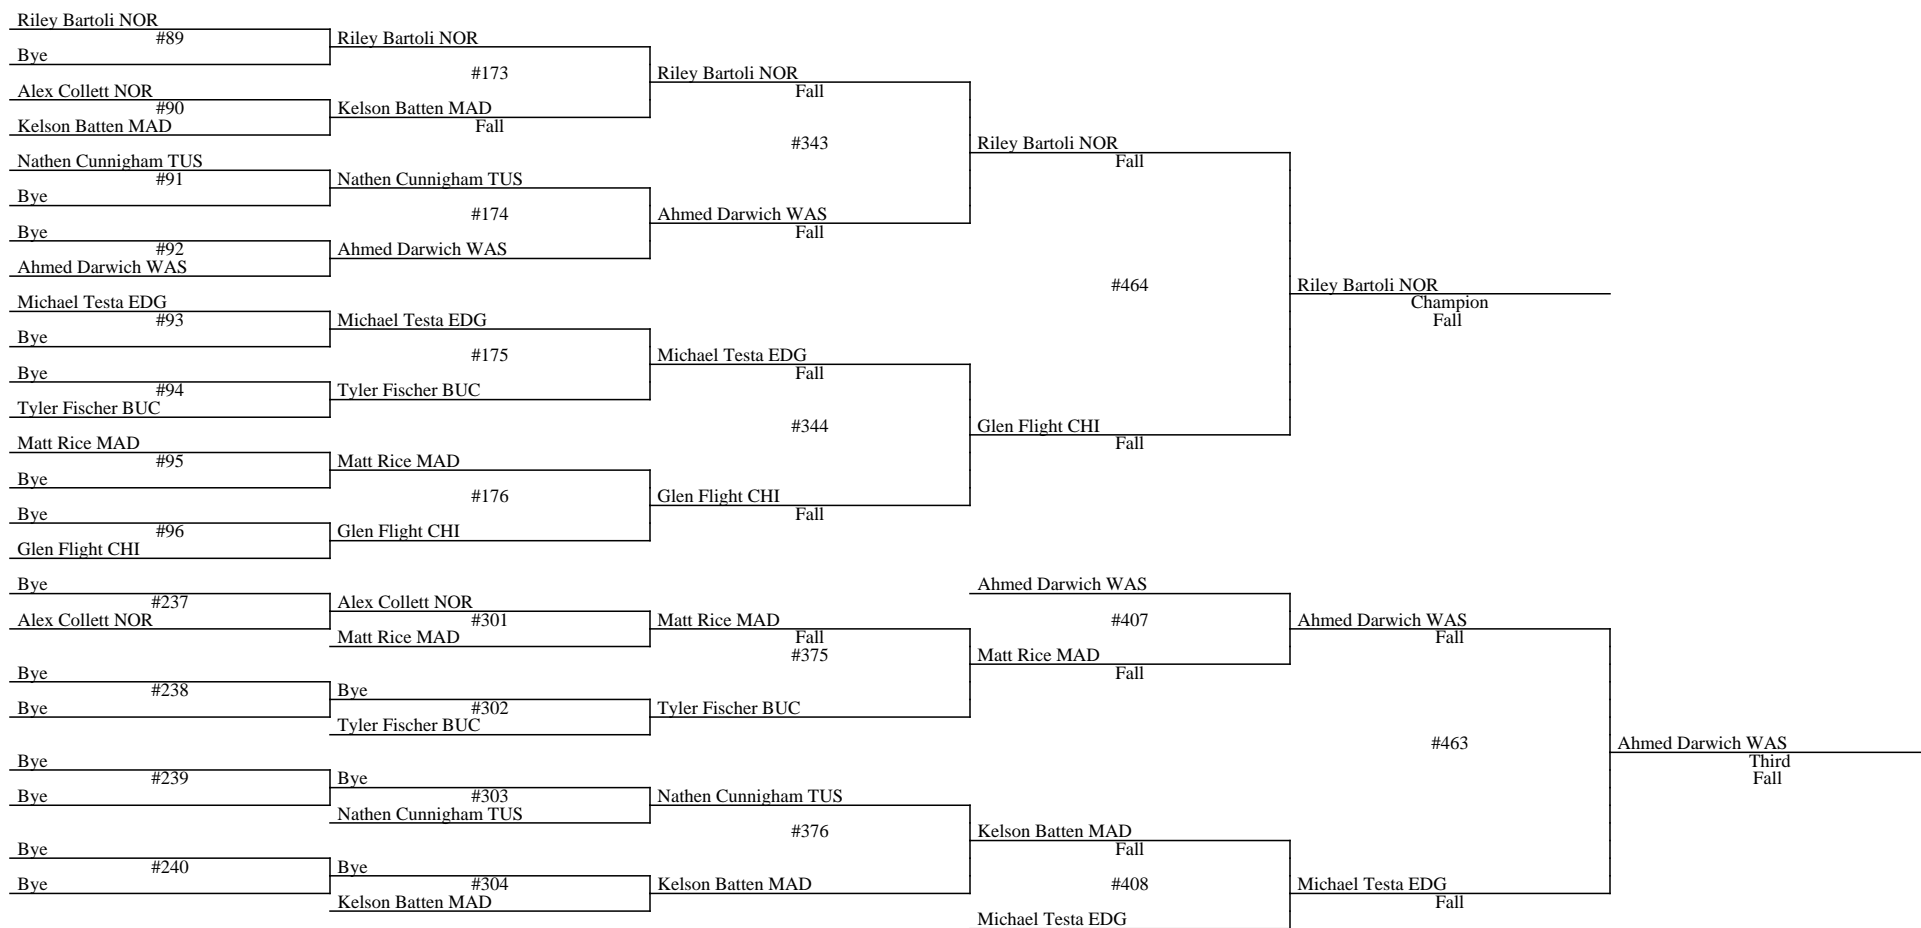 Riley Bartoli NOR
#89
Bye
Riley Bartoli NOR
#173
Alex Collett NOR
#90
Kelson Batten MAD
Kelson Batten MAD
Fall
Riley Bartoli NOR
Fall
#343
Nathen Cunnigham TUS
#91
Bye
Nathen Cunnigham TUS
#174
Bye
#92
Ahmed Darwich WAS
Ahmed Darwich WAS
Ahmed Darwich WAS
Fall
Riley Bartoli NOR
Fall
#464
Michael Testa EDG
#93
Bye
Michael Testa EDG
#175
Bye
#94
Tyler Fischer BUC
Tyler Fischer BUC
Michael Testa EDG
Fall
#344
Matt Rice MAD
#95
Bye
Matt Rice MAD
#176
Bye
#96
Glen Flight CHI
Glen Flight CHI
Glen Flight CHI
Fall
Glen Flight CHI
Fall
Riley Bartoli NOR
Champion
Fall
Bye
#237
Alex Collett NOR
Alex Collett NOR
#301
Matt Rice MAD
Matt Rice MAD
Fall
#375
Bye
#238
Bye
Bye
#302
Tyler Fischer BUC
Tyler Fischer BUC
Ahmed Darwich WAS
#407
Matt Rice MAD
Fall
Ahmed Darwich WAS
Fall
#463
Bye
#239
Bye
Bye
#303
Nathen Cunnigham TUS
Nathen Cunnigham TUS
#376
Bye
#240
Bye
Bye
#304
Kelson Batten MAD
Kelson Batten MAD
Kelson Batten MAD
Fall
#408
Michael Testa EDG
Michael Testa EDG
Fall
Ahmed Darwich WAS
Third
Fall